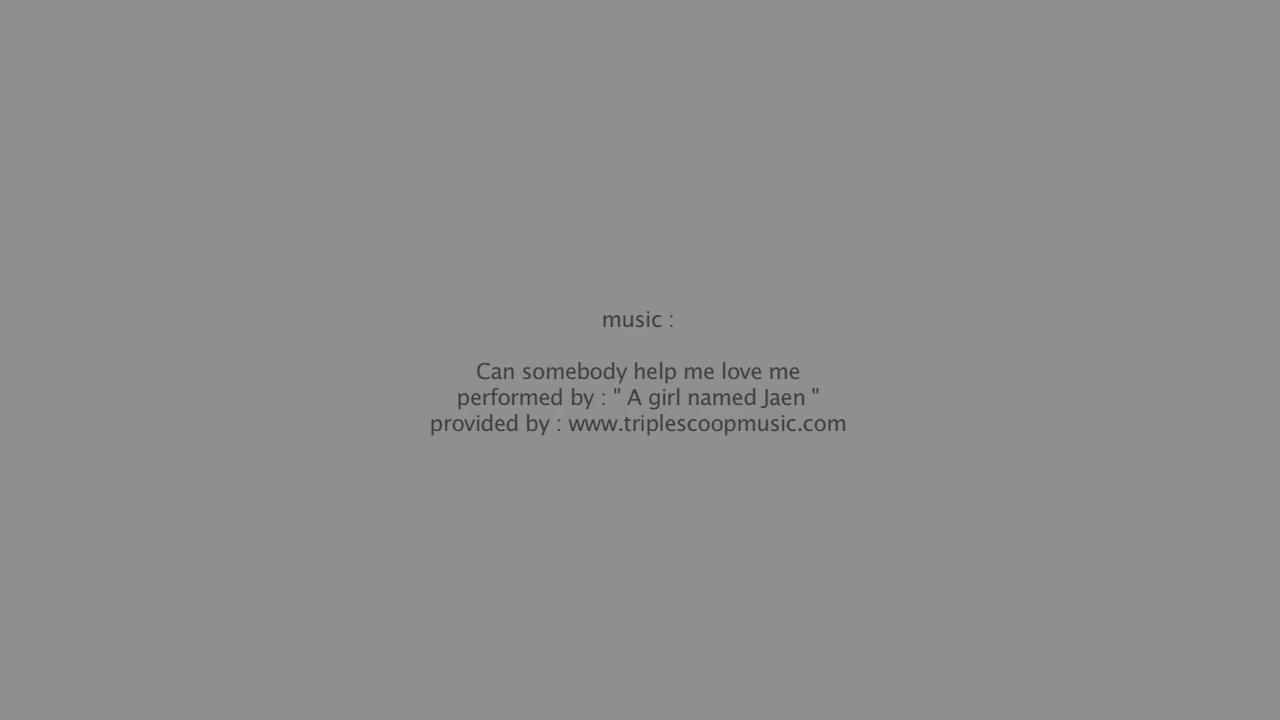 music :
Can somebody help me love me
performed by : " A girl named Jaen "
provided by : www.triplescoopmusic.com